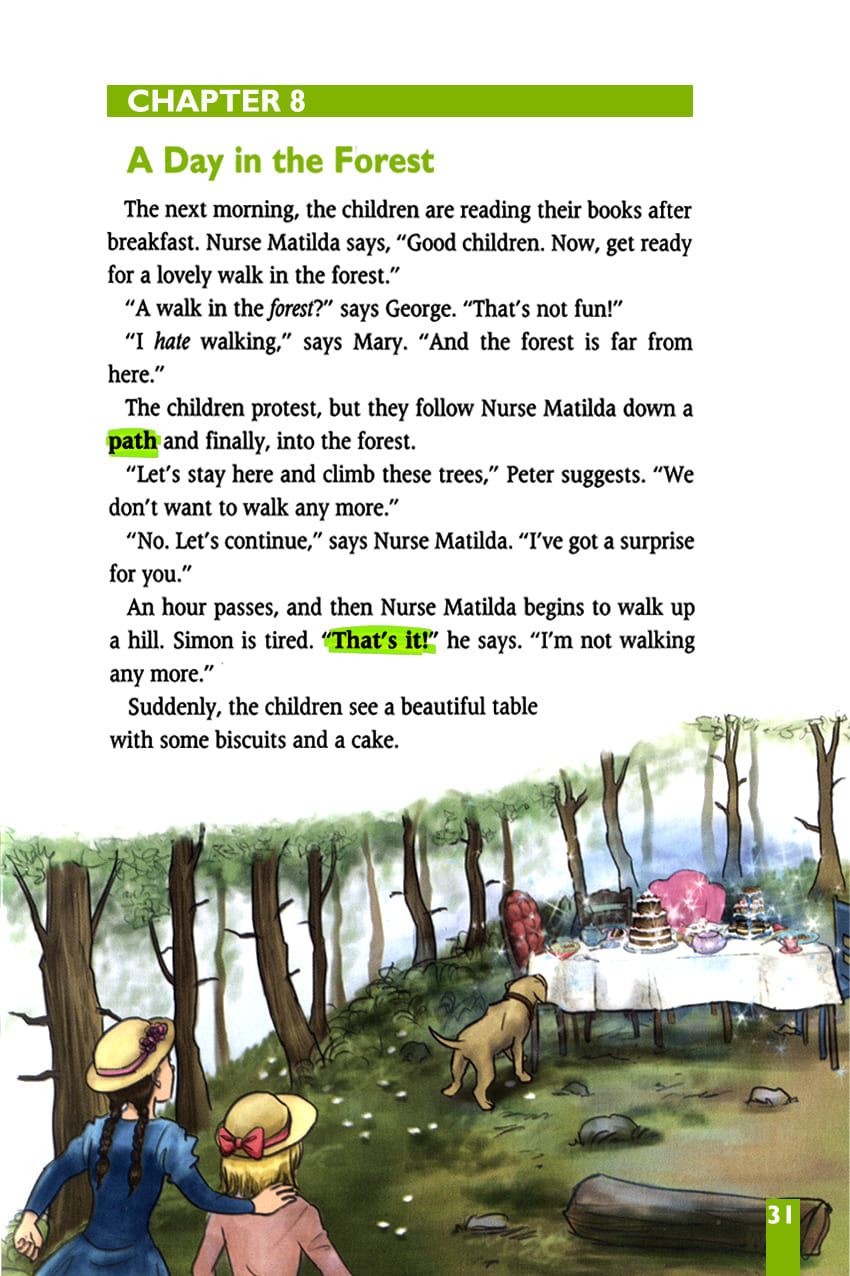 CHAPTER 8
A Day in the Forest
The next morning, the children are reading their books after
breakfast. Nurse Matilda says, “Good children. Now, get ready
for a lovely walk in the forest.”
“A walk in the forest?” says George. “That’s not fun!”
“I hate walking,” says Mary. “And the forest is far from
here.”
The children protest, but they follow Nurse Matilda down a
path and finally, into the forest.
“Let’s stay here and climb these trees,” Peter suggests. “We
don’t want to walk any more.”
“No. Let’s continue,” says Nurse Matilda. “I’ve got a surprise
for you.”
An hour passes, and then Nurse Matilda begins to walk up
a hill. Simon is tired. “That’s it!” he says. “I’m not walking
any more.”
Suddenly, the children see a beautiful table
with some biscuits and a cake.
31